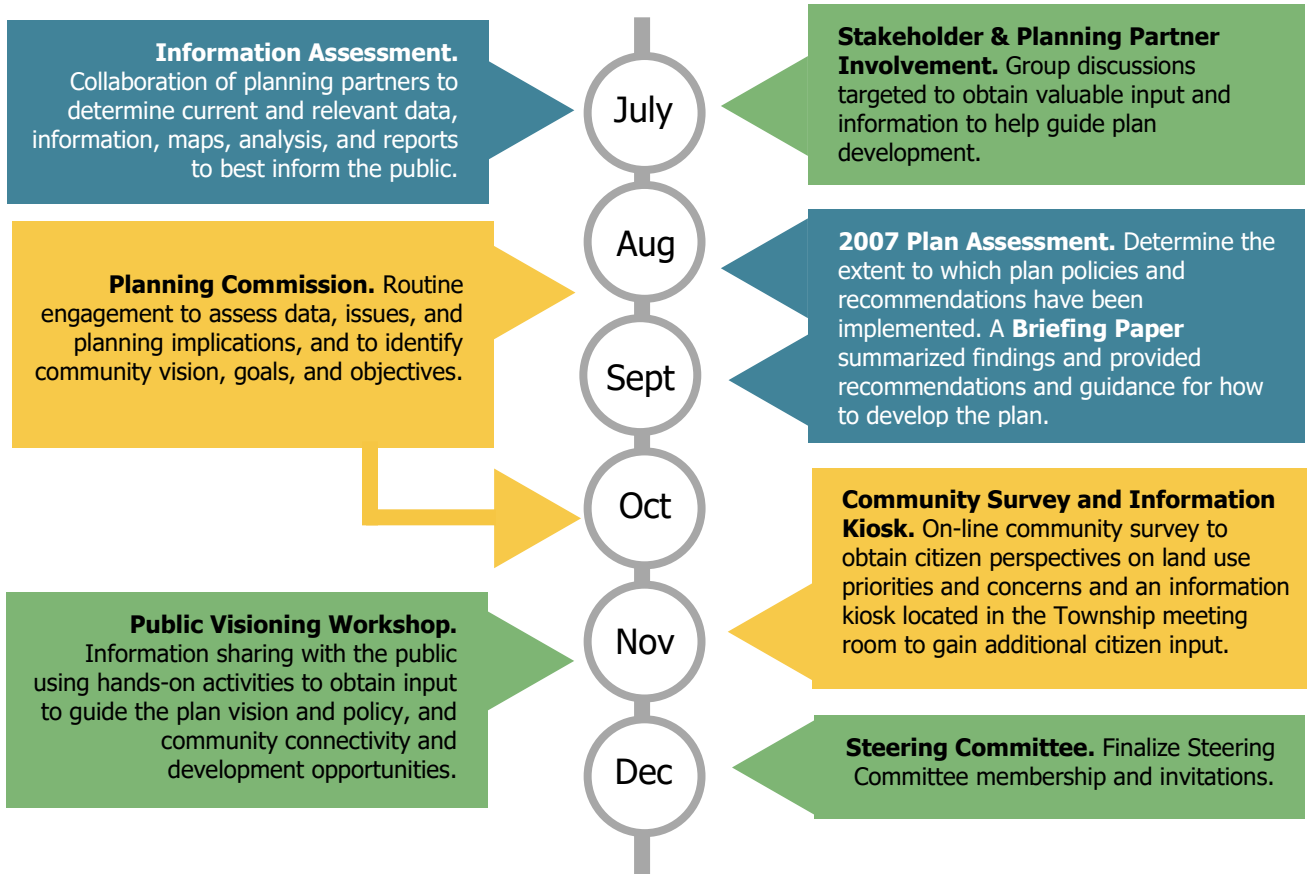 Information Assessment.
Collaboration of planning partners to
determine current and relevant data,
information, maps, analysis, and reports
to best inform the public.
July
Stakeholder & Planning Partner
Involvement. Group discussions
targeted to obtain valuable input and
information to help guide plan
development.
Aug
Planning Commission. Routine
engagement to assess data, issues, and
planning implications, and to identify
community vision, goals, and objectives.
2007 Plan Assessment. Determine the
extent to which plan policies and
recommendations have been
implemented. A Briefing Paper
summarized findings and provided
recommendations and guidance for how
to develop the plan.
Sept
Oct
Community Survey and Information
Kiosk. On-line community survey to
obtain citizen perspectives on land use
priorities and concerns and an information
kiosk located in the Township meeting
room to gain additional citizen input.
Public Visioning Workshop.
Information sharing with the public
using hands-on activities to obtain input
to guide the plan vision and policy, and
community connectivity and
development opportunities.
Nov
Steering Committee. Finalize Steering
Committee membership and invitations.
Dec